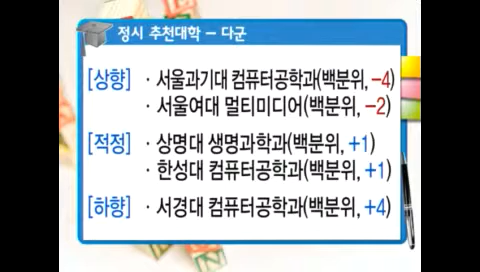 정시 추천대학 – 다군
[상향] · 서울과기대 컴퓨터공학과(백분위, –4)
· 서울여대 멀티미디어(백분위, –2)
[적정] · 상명대 생명과학과(백분위, +1)
· 한성대 컴퓨터공학과(백분위, +1)
[하향] · 서경대 컴퓨터공학과(백분위, +4)